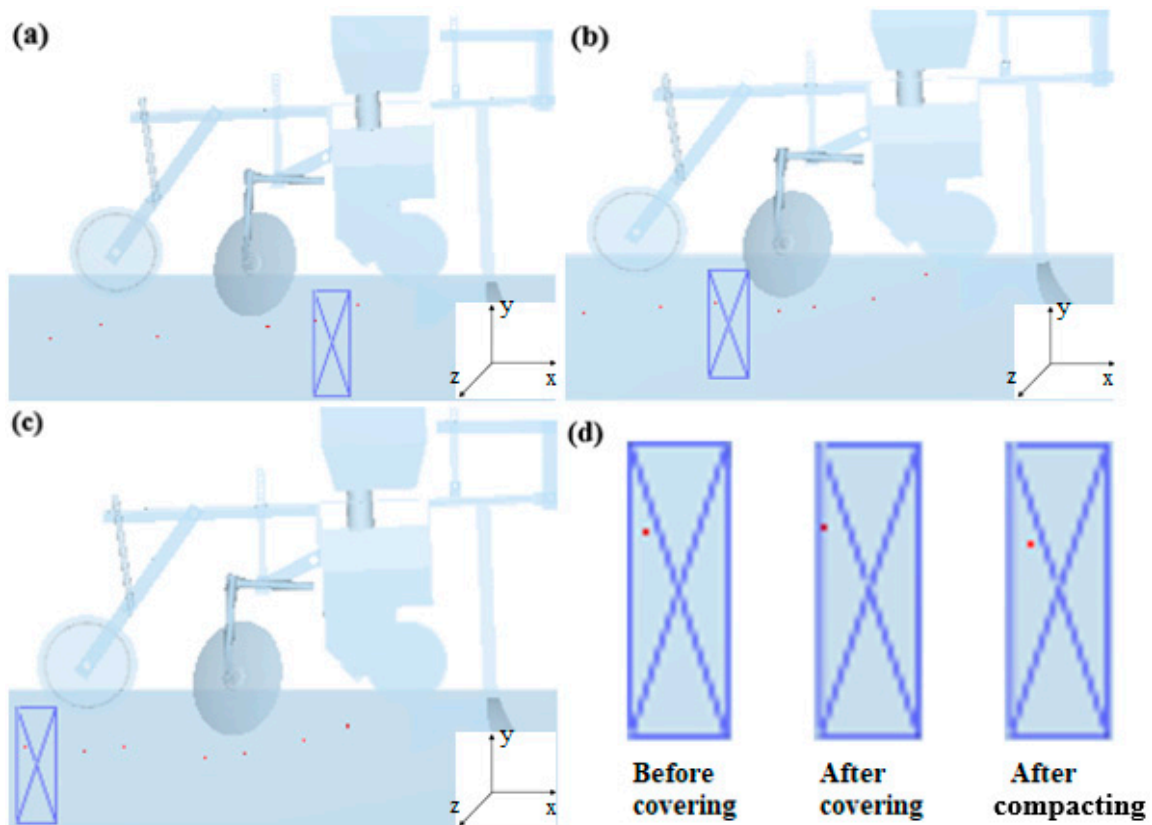 (a)
y
z
x
(b)
y
z
x
(c)
y
z
x
(d)
Before
covering
After
covering
After
compacting